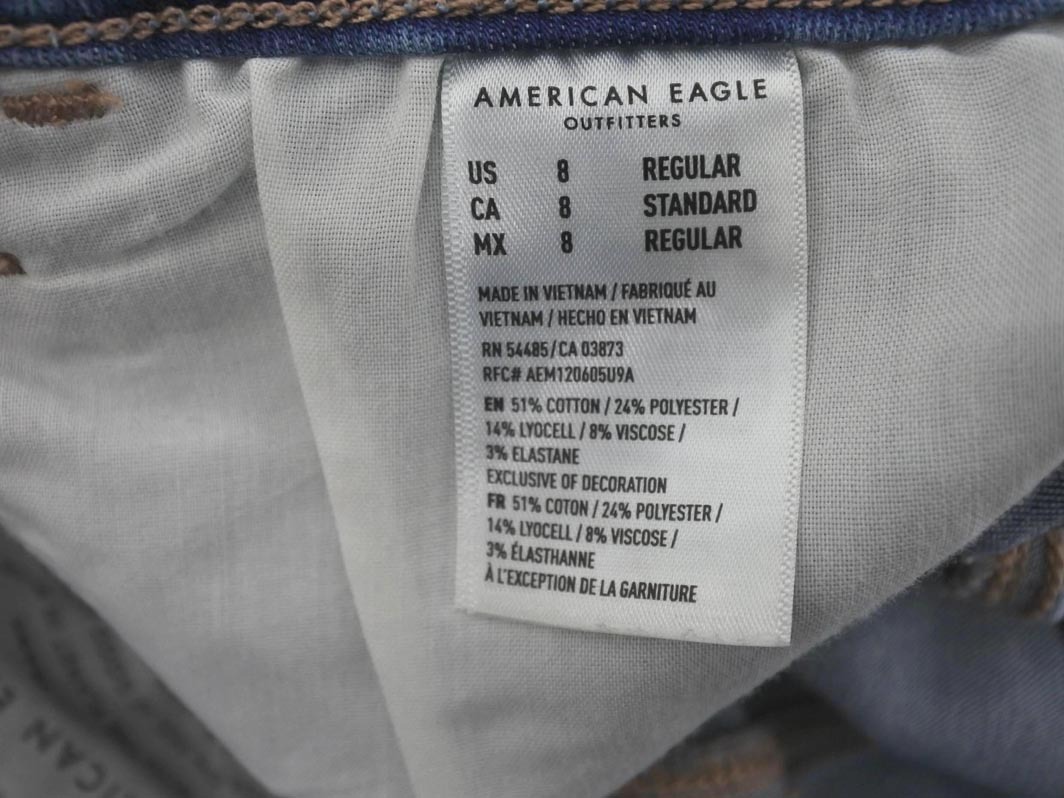 AMERICAN EAGLE
OUTFITTERS
US 8 REGULAR
CA 8 STANDARD
MX 8 REGULAR
MADE IN VIETNAM / FABRIQUÉ AU
VIETNAM / HECHO EN VIETNAM
RN 54485/CA 03873
RFC# AEM120605U9A
EN 51% COTTON / 24% POLYESTER /
14% LYOCELL / 8% VISCOSE /
3% ELASTANE
EXCLUSIVE OF DECORATION
FR 51% COTON / 24% POLYESTER /
14% LYOCELL / 8% VISCOSE /
3% ÉLASTHANNE
À L'EXCEPTION DE LA GARNITURE